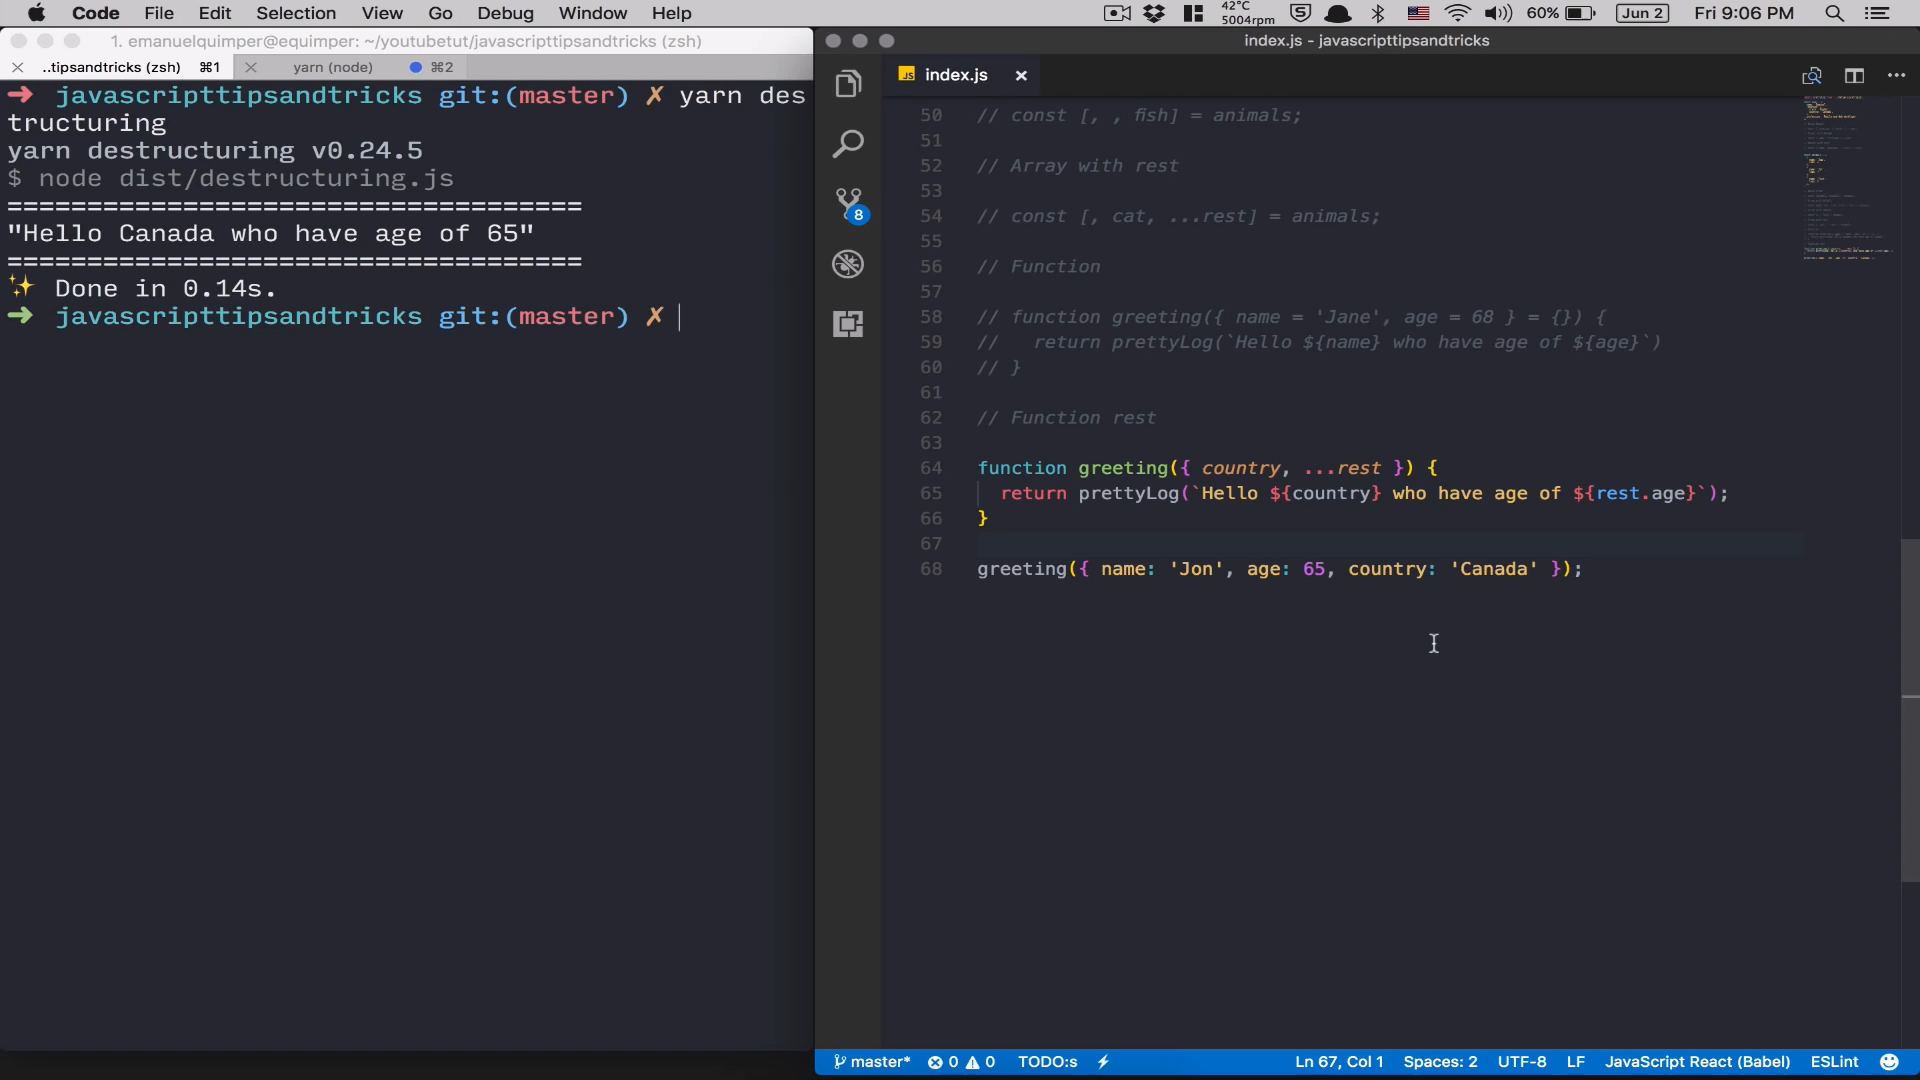 Code File Edit Selection View Go Debug Window Help 42°C 5004rpm 60% Jun 2 Fri 9:06 PM
1. emanuelquimper@equimper: ~/youtubetut/javascripttipsandtricks (zsh)
..tipsandtricks (zsh) ⌘1 yarn (node) ⌘2
➜ javascripttipsandtricks git:(master) ✗ yarn des
tructuring
yarn destructuring v0.24.5
$ node dist/destructuring.js
====================================
"Hello Canada who have age of 65"
====================================
✨ Done in 0.14s.
➜ javascripttipsandtricks git:(master) ✗
index.js - javascripttipsandtricks
JS index.js
8
50 // const [, , fish] = animals;
51
52 // Array with rest
53
54 // const [, cat, ...rest] = animals;
55
56 // Function
57
58 // function greeting({ name = 'Jane', age = 68 } = {}) {
59 //   return prettyLog(`Hello ${name} who have age of ${age}`)
60 // }
61
62 // Function rest
63
64 function greeting({ country, ...rest }) {
65   return prettyLog(`Hello ${country} who have age of ${rest.age}`);
66 }
67
68 greeting({ name: 'Jon', age: 65, country: 'Canada' });
master* 0 0 TODO:s Ln 67, Col 1 Spaces: 2 UTF-8 LF JavaScript React (Babel) ESLint